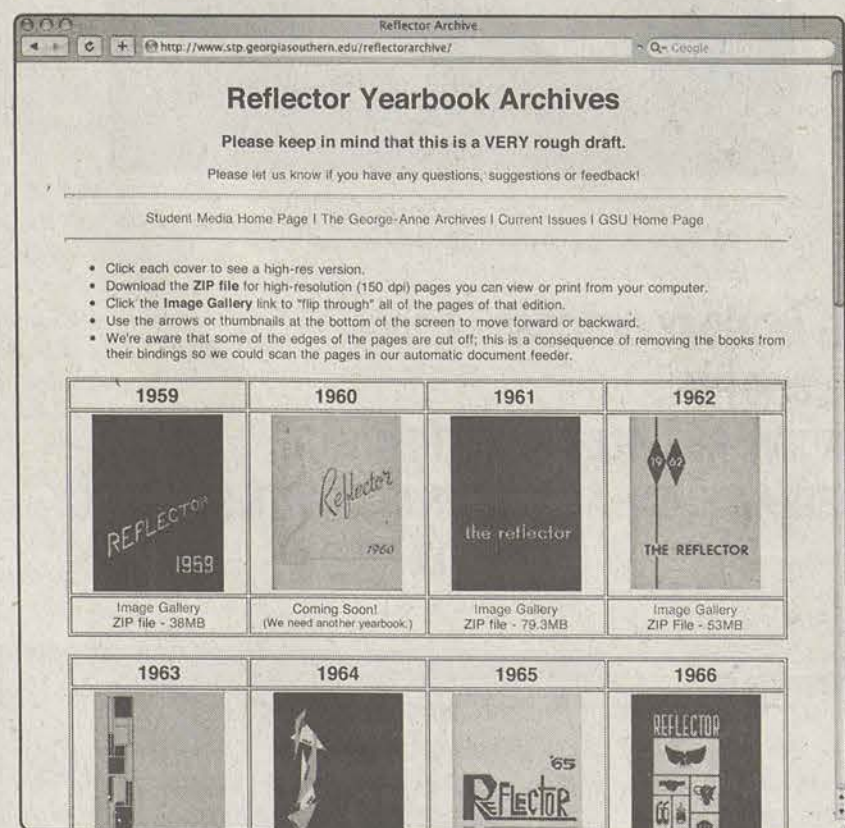 Reflector Archive
http://www.stp.georgiasouthern.edu/reflectorarchive/
Google
Reflector Yearbook Archives
Please keep in mind that this is a VERY rough draft.
Please let us know if you have any questions, suggestions or feedback!
Student Media Home Page I The George-Anne Archives I Current Issues I GSU Home Page
• Click each cover to see a high-res version.
• Download the ZIP file for high-resolution (150 dpi) pages you can view or print from your computer.
• Click the Image Gallery link to "flip through" all of the pages of that edition.
• Use the arrows or thumbnails at the bottom of the screen to move forward or backward.
• We're aware that some of the edges of the pages are cut off; this is a consequence of removing the books from
their bindings so we could scan the pages in our automatic document feeder.
1959 1960 1961 1962
REFLECTOR
1959
Reflector
1960
the reflector
19 62
THE REFLECTOR
Image Gallery
ZIP file - 38MB
Coming Soon!
(We need another yearbook.)
Image Gallery
ZIP file - 79.3MB
Image Gallery
ZIP File - 53MB
1963 1964 1965 1966
'65
REFLECTOR
REFLECTOR
66